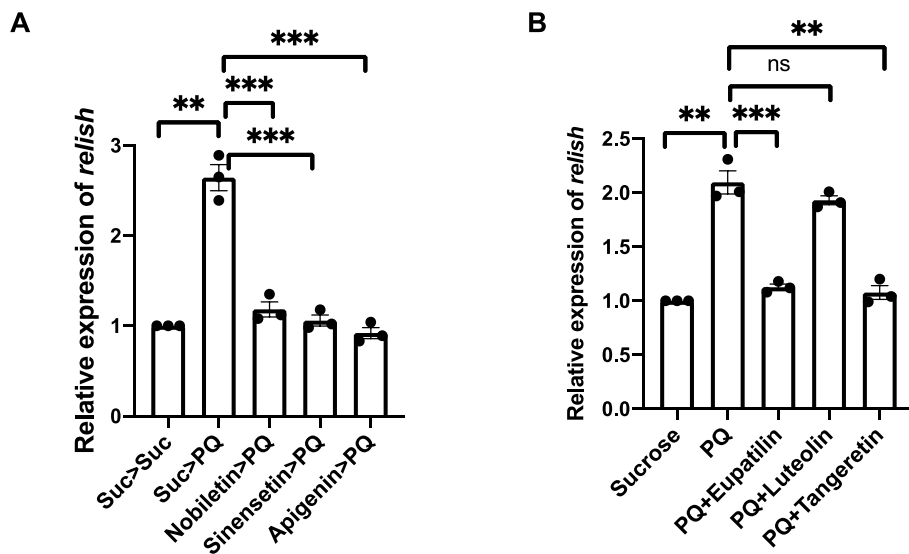 A
***
***
**
***
Relative expression of relish
3
2
1
0
Suc>Suc
Suc>PQ
Nobiletin>PQ
Sinensetin>PQ
Apigenin>PQ
B
**
ns
**
***
Relative expression of relish
2.5
2.0
1.5
1.0
0.5
0.0
Sucrose
PQ
PQ+Eupatilin
PQ+Luteolin
PQ+Tangeretin